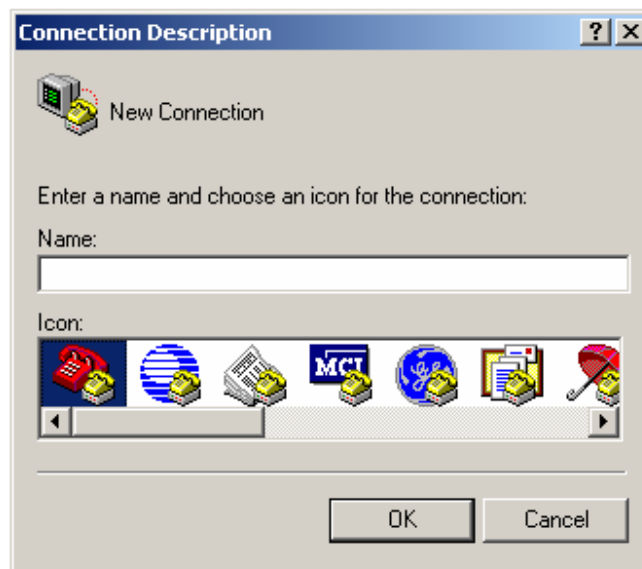 Connection Description
New Connection
Enter a name and choose an icon for the connection:
Name:
Icon:
MCI
OK
Cancel